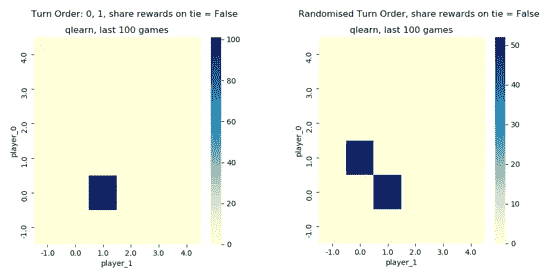 Turn Order: 0, 1, share rewards on tie = False
qlearn, last 100 games
100
80
60
40
20
0
4.0
3.0
2.0
1.0
0.0
-1.0
player_0
-1.0 0.0 1.0 2.0 3.0 4.0
player_1
Randomised Turn Order, share rewards on tie = False
qlearn, last 100 games
50
40
30
20
10
0
4.0
3.0
2.0
1.0
0.0
-1.0
player_0
-1.0 0.0 1.0 2.0 3.0 4.0
player_1